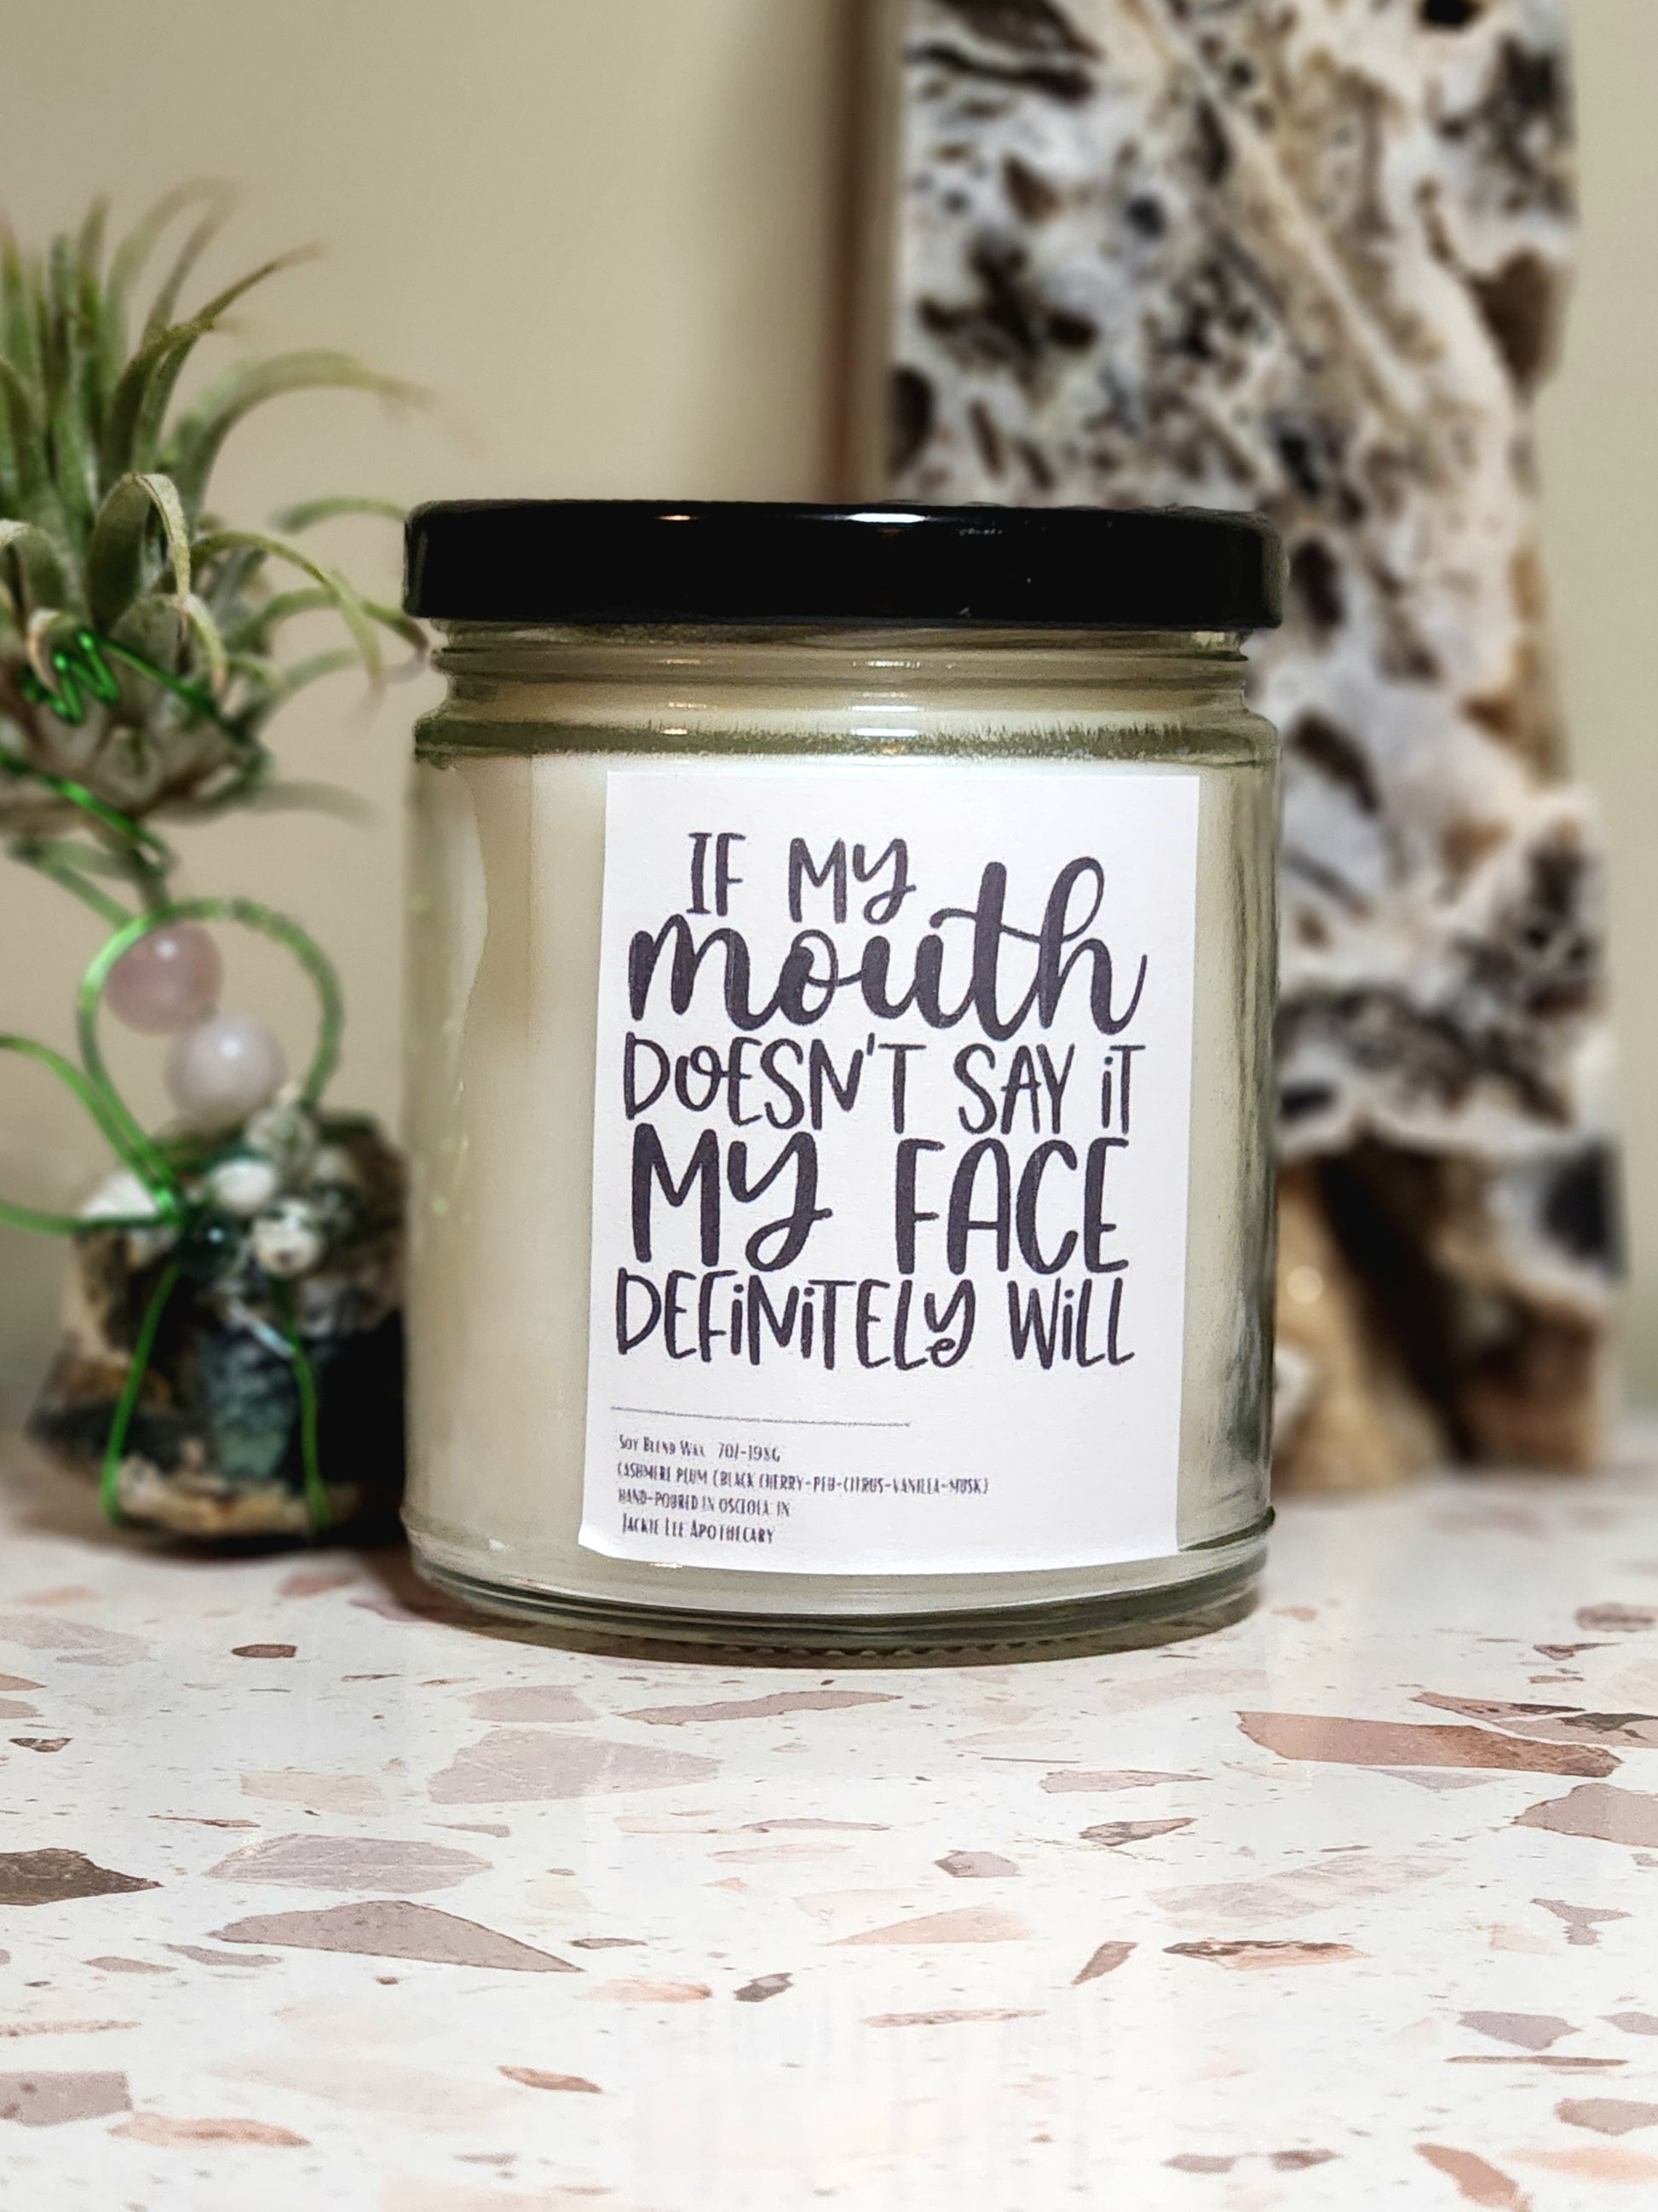 IF MY
mouth
DOESN'T SAY iT
MY FACE
DEFiNiTELY WiLL
Soy Blend Wax 7oz-198G
CASHMERE PLUM (BLACK CHERRY-PEU-CITRUS-VANILLA-MUSK)
HAND-POURED IN OSCEOLA, IN
Jackie Lee Apothecary